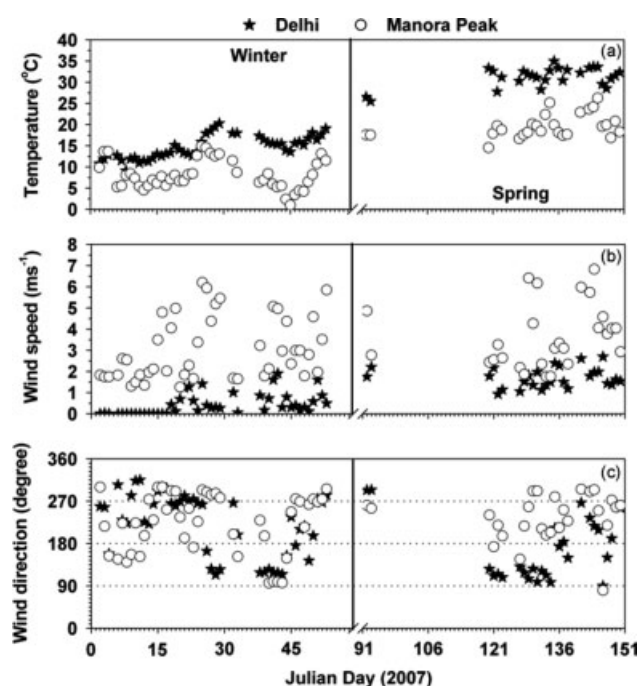 ★ Delhi ○ Manora Peak
40
35
30
25
20
15
10
5
0
Temperature (°C)
Winter
Spring
(a)
8
7
6
5
4
3
2
1
0
Wind speed (ms⁻¹)
(b)
360
270
180
90
0
Wind direction (degree)
(c)
0 15 30 45 91 106 121 136 151
Julian Day (2007)